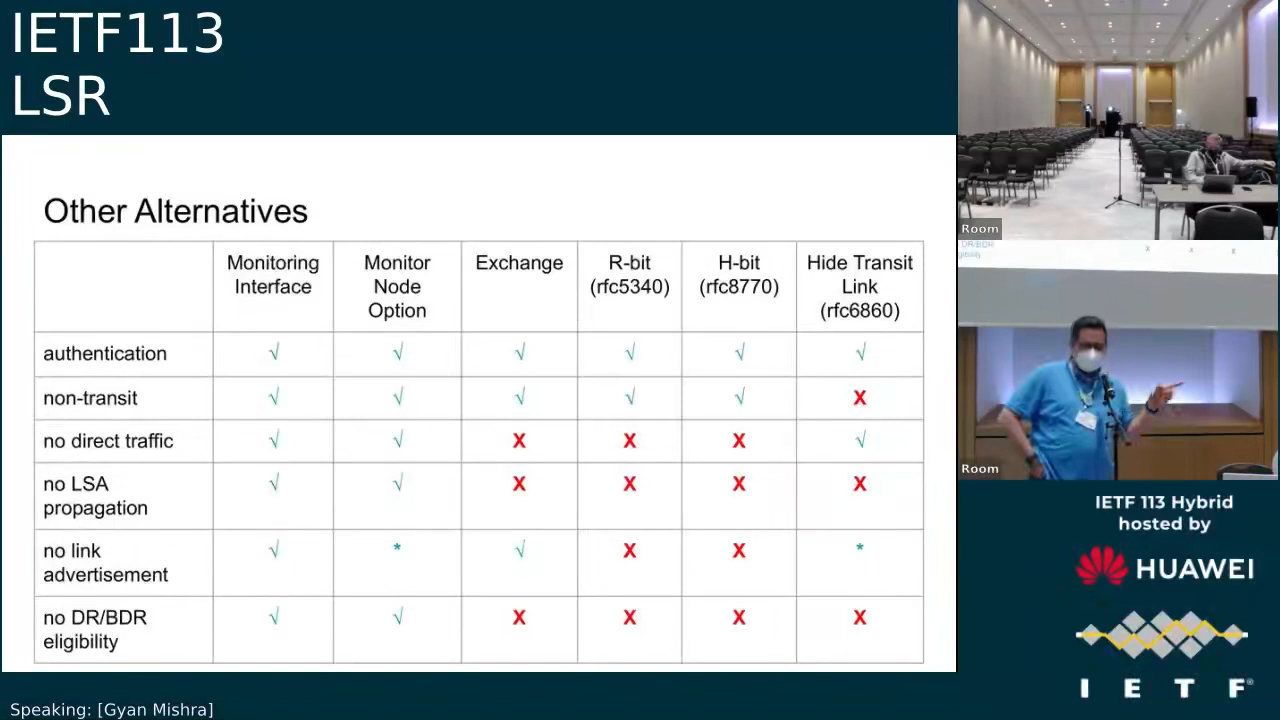 IETF113
LSR
Other Alternatives
Monitoring Interface
Monitor Node Option
Exchange
R-bit (rfc5340)
H-bit (rfc8770)
Hide Transit Link (rfc6860)
authentication √ √ √ √ √ √
non-transit √ √ √ √ √ X
no direct traffic √ √ X X X √
no LSA propagation √ √ X X X X
no link advertisement √ * √ X X *
no DR/BDR eligibility √ √ X X X X
Room
DR/BDR
x x x
Room
IETF 113 Hybrid
hosted by
HUAWEI
I E T F®
Speaking: [Gyan Mishra]